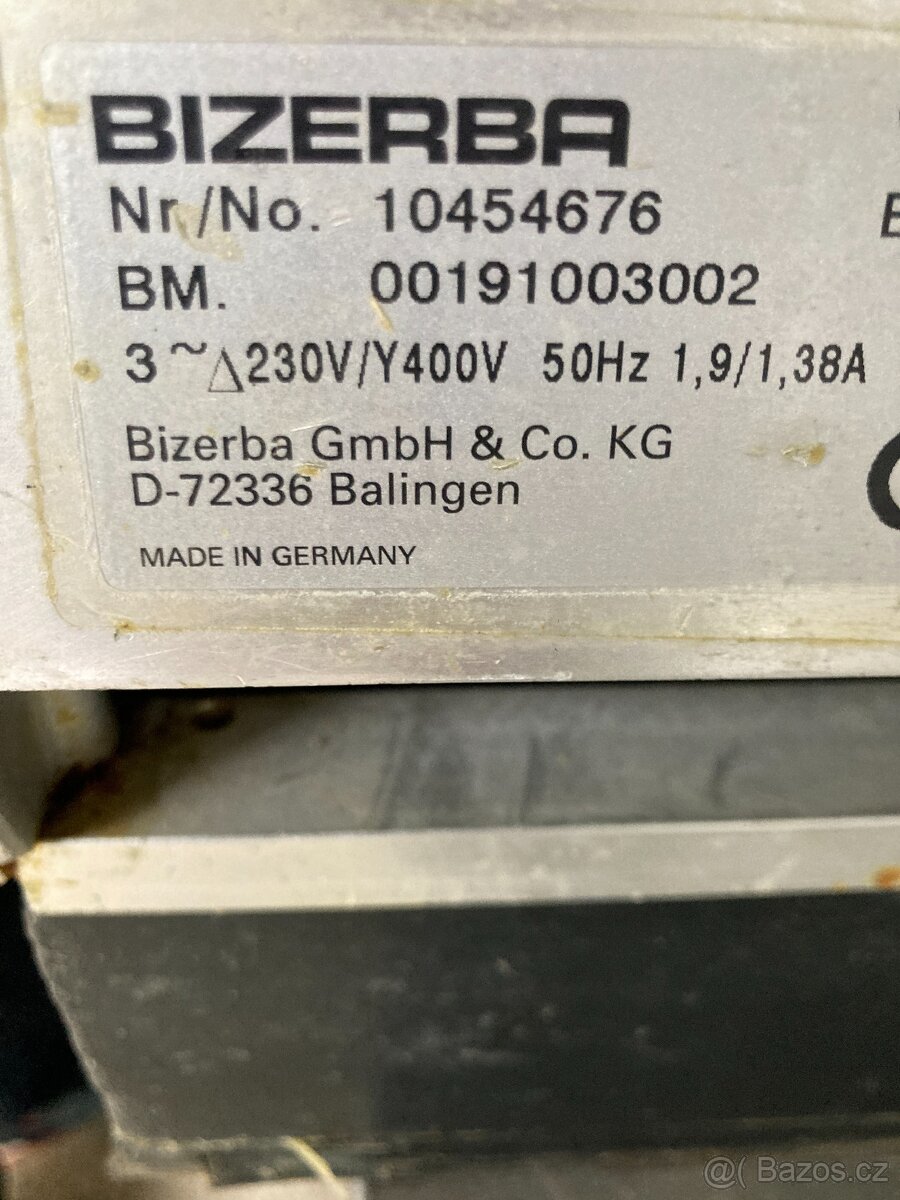 BIZERBA
Nr./No. 10454676
BM. 00191003002
3~△230V/Y400V 50Hz 1,9/1,38A
Bizerba GmbH & Co. KG
D-72336 Balingen
MADE IN GERMANY
@( Bazos.cz